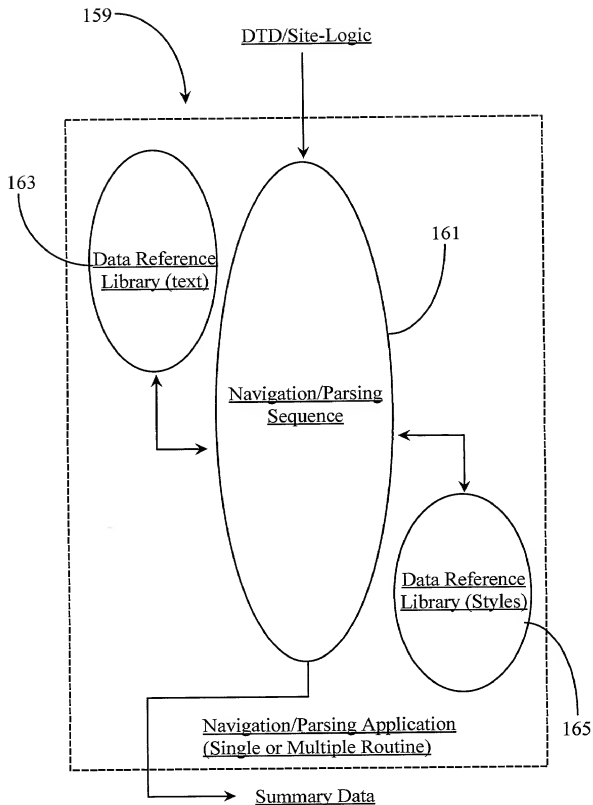 159
DTD/Site-Logic
163
161
Data Reference
Library (text)
Navigation/Parsing
Sequence
Data Reference
Library (Styles)
165
Navigation/Parsing Application
(Single or Multiple Routine)
Summary Data